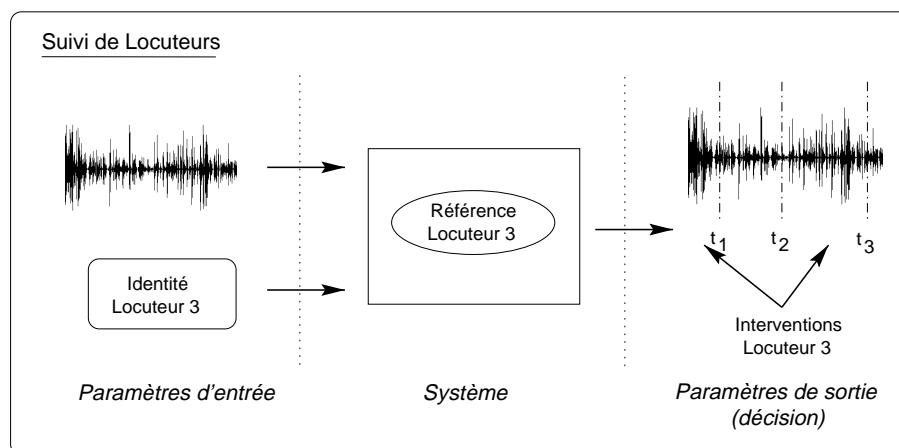 Suivi de Locuteurs
Référence
Locuteur 3
t1
t2
t3
Identité
Locuteur 3
Interventions
Locuteur 3
Paramètres d'entrée
Système
Paramètres de sortie
(décision)